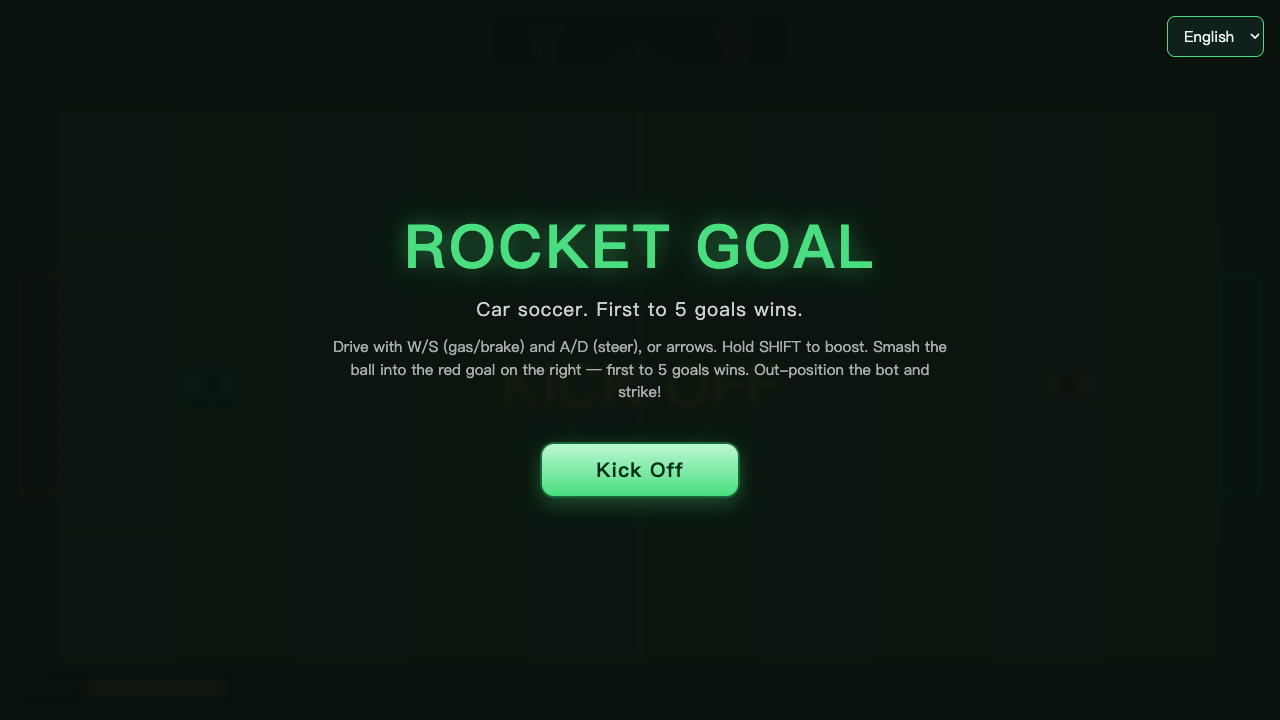 English
ROCKET GOAL
Car soccer. First to 5 goals wins.
Drive with W/S (gas/brake) and A/D (steer), or arrows. Hold SHIFT to boost. Smash the
ball into the red goal on the right — first to 5 goals wins. Out-position the bot and
strike!
KICK OFF
Kick Off